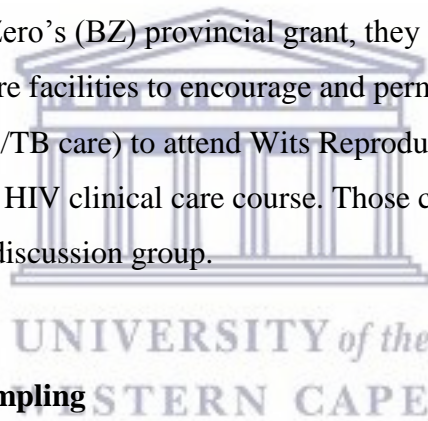 Zero's (BZ) provincial grant, they
re facilities to encourage and perm
/TB care) to attend Wits Reprodu
HIV clinical care course. Those c
discussion group.
UNIVERSITY of the
mpling
WESTERN CAPE